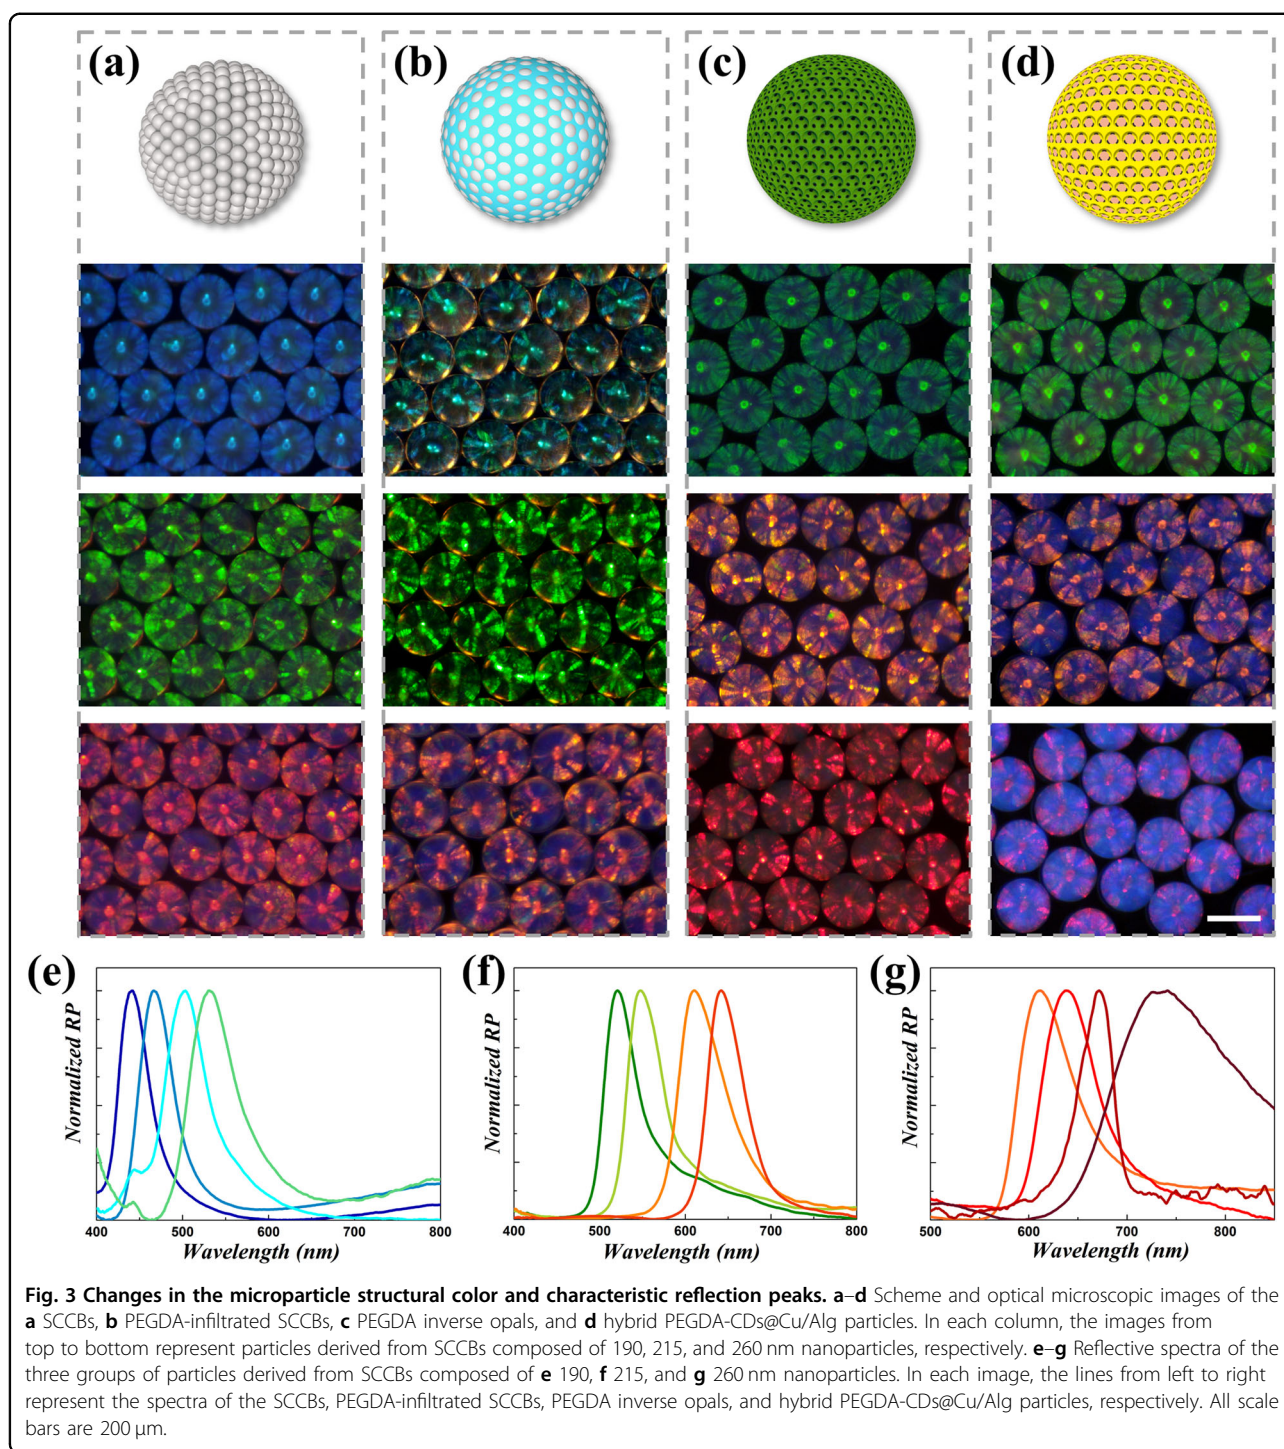 (a)
(b)
(c)
(d)
(e)
Normalized RP
400
500
600
700
800
Wavelength (nm)
(f)
Normalized RP
400
500
600
700
800
Wavelength (nm)
(g)
Normalized RP
500
600
700
800
Wavelength (nm)
Fig. 3 Changes in the microparticle structural color and characteristic reflection peaks. a–d Scheme and optical microscopic images of the
a SCCBs, b PEGDA-infiltrated SCCBs, c PEGDA inverse opals, and d hybrid PEGDA-CDs@Cu/Alg particles. In each column, the images from
top to bottom represent particles derived from SCCBs composed of 190, 215, and 260 nm nanoparticles, respectively. e–g Reflective spectra of the
three groups of particles derived from SCCBs composed of e 190, f 215, and g 260 nm nanoparticles. In each image, the lines from left to right
represent the spectra of the SCCBs, PEGDA-infiltrated SCCBs, PEGDA inverse opals, and hybrid PEGDA-CDs@Cu/Alg particles, respectively. All scale
bars are 200 µm.